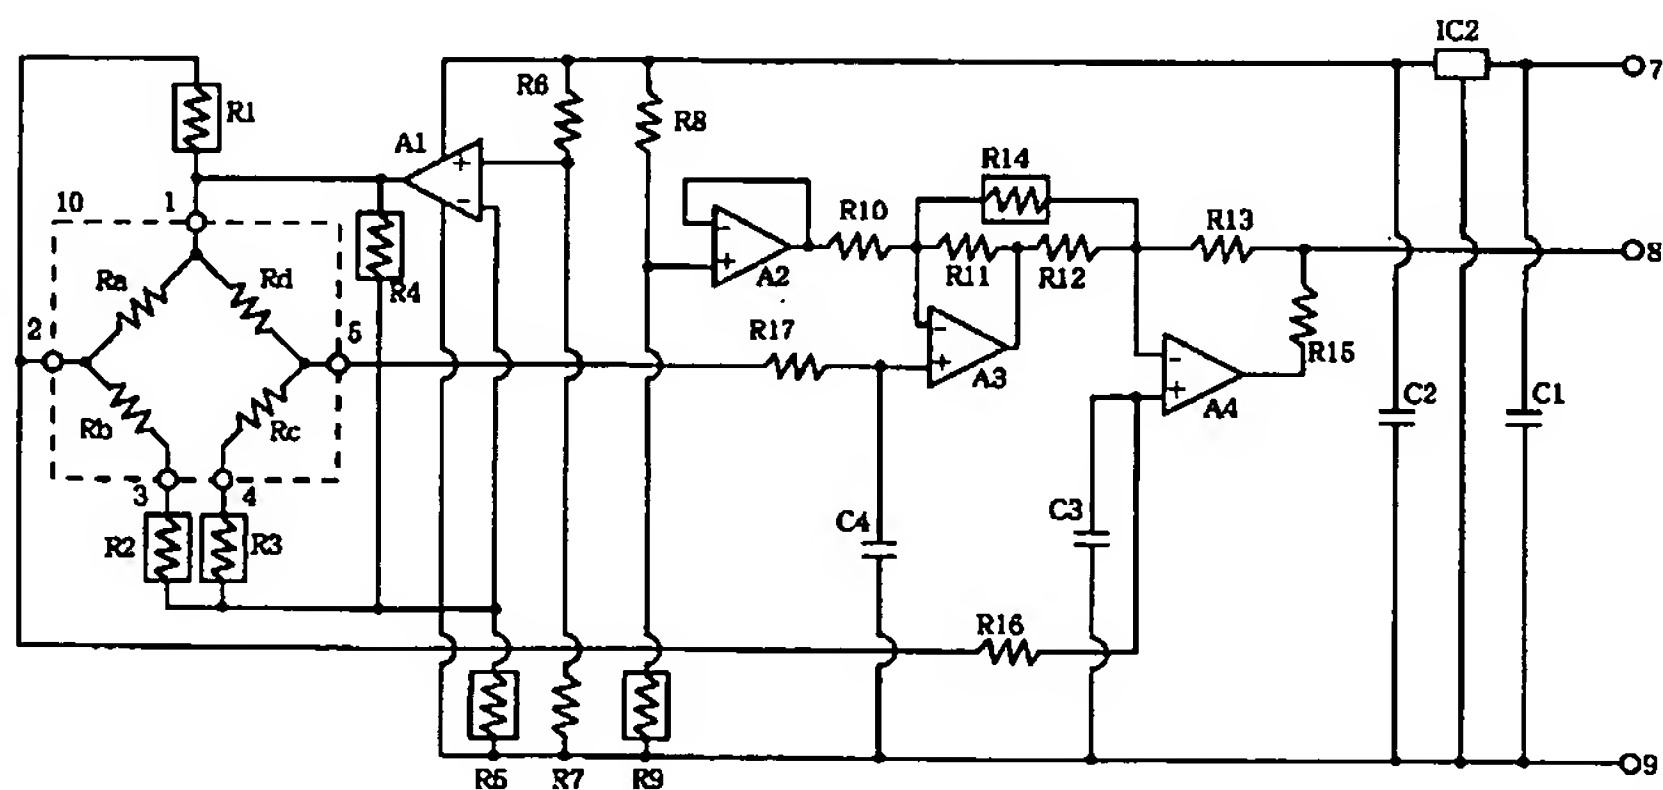 IC2
7
R6
R1
R8
A1
+
-
R14
10
1
R10
R13
-
+
A2
R11
R12
8
Ra
Rd
R4
2
5
R17
-
+
A3
-
+
A4
R15
Rb
Rc
C2
C1
3
4
R2
R3
C4
C3
R16
R5
R7
R9
9